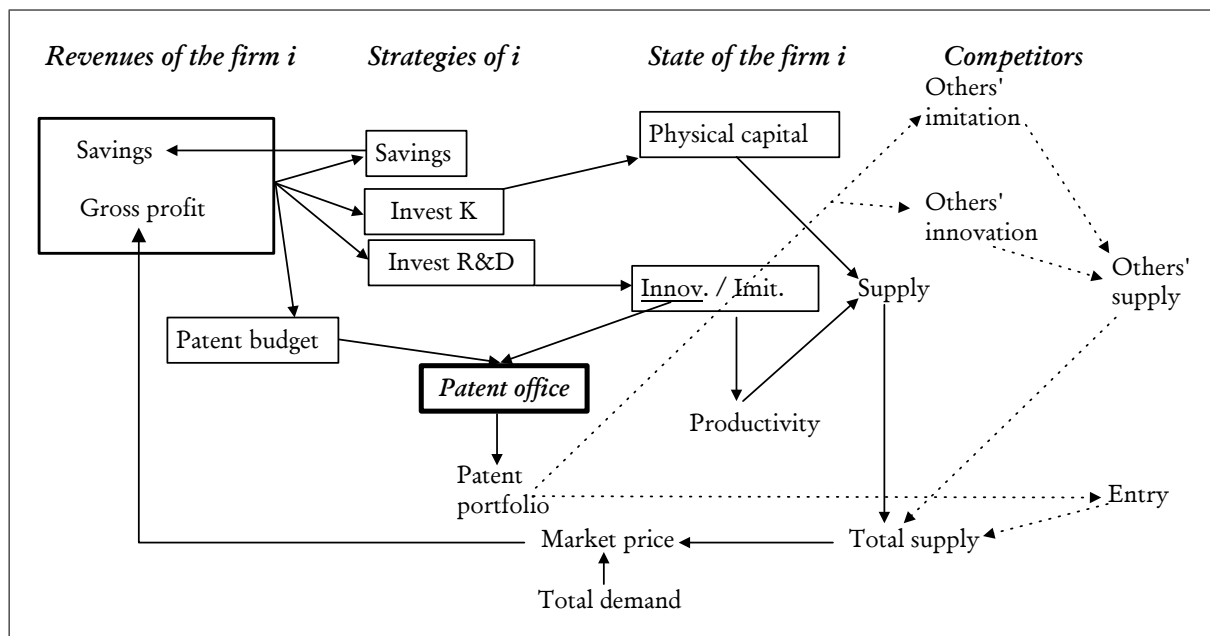 Revenues of the firm i
Strategies of i
State of the firm i
Competitors
Others'
imitation
Savings
Savings
Physical capital
Gross profit
Invest K
Others'
innovation
Invest R&D
Innov. / Imit.
Supply
Others'
supply
Patent budget
Patent office
Productivity
Patent
portfolio
Entry
Market price
Total supply
Total demand